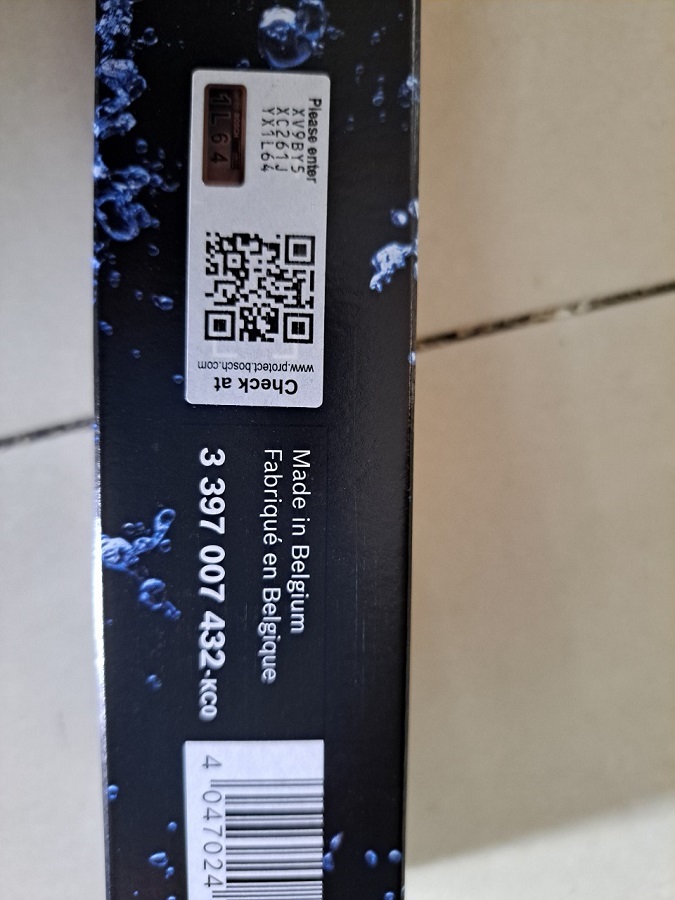 Please enter
XV9BY5
XC261J
YX1L64
1L64
Check at
www.protect.bosch.com
Made in Belgium
Fabriqué en Belgique
3 397 007 432-KC0
4 047024